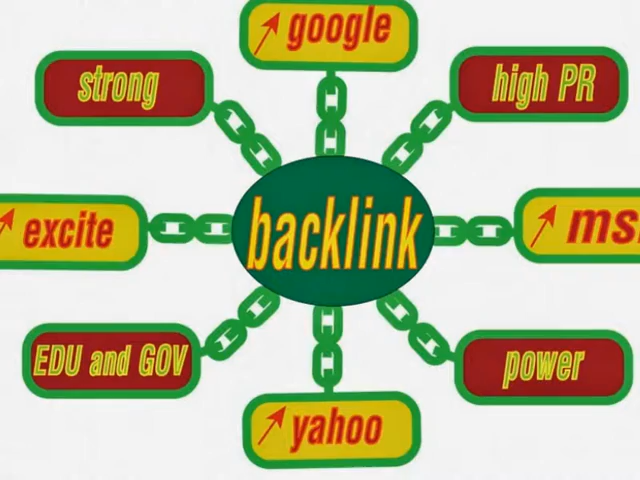 google
strong
high PR
excite
backlink
EDU and GOV
power
yahoo